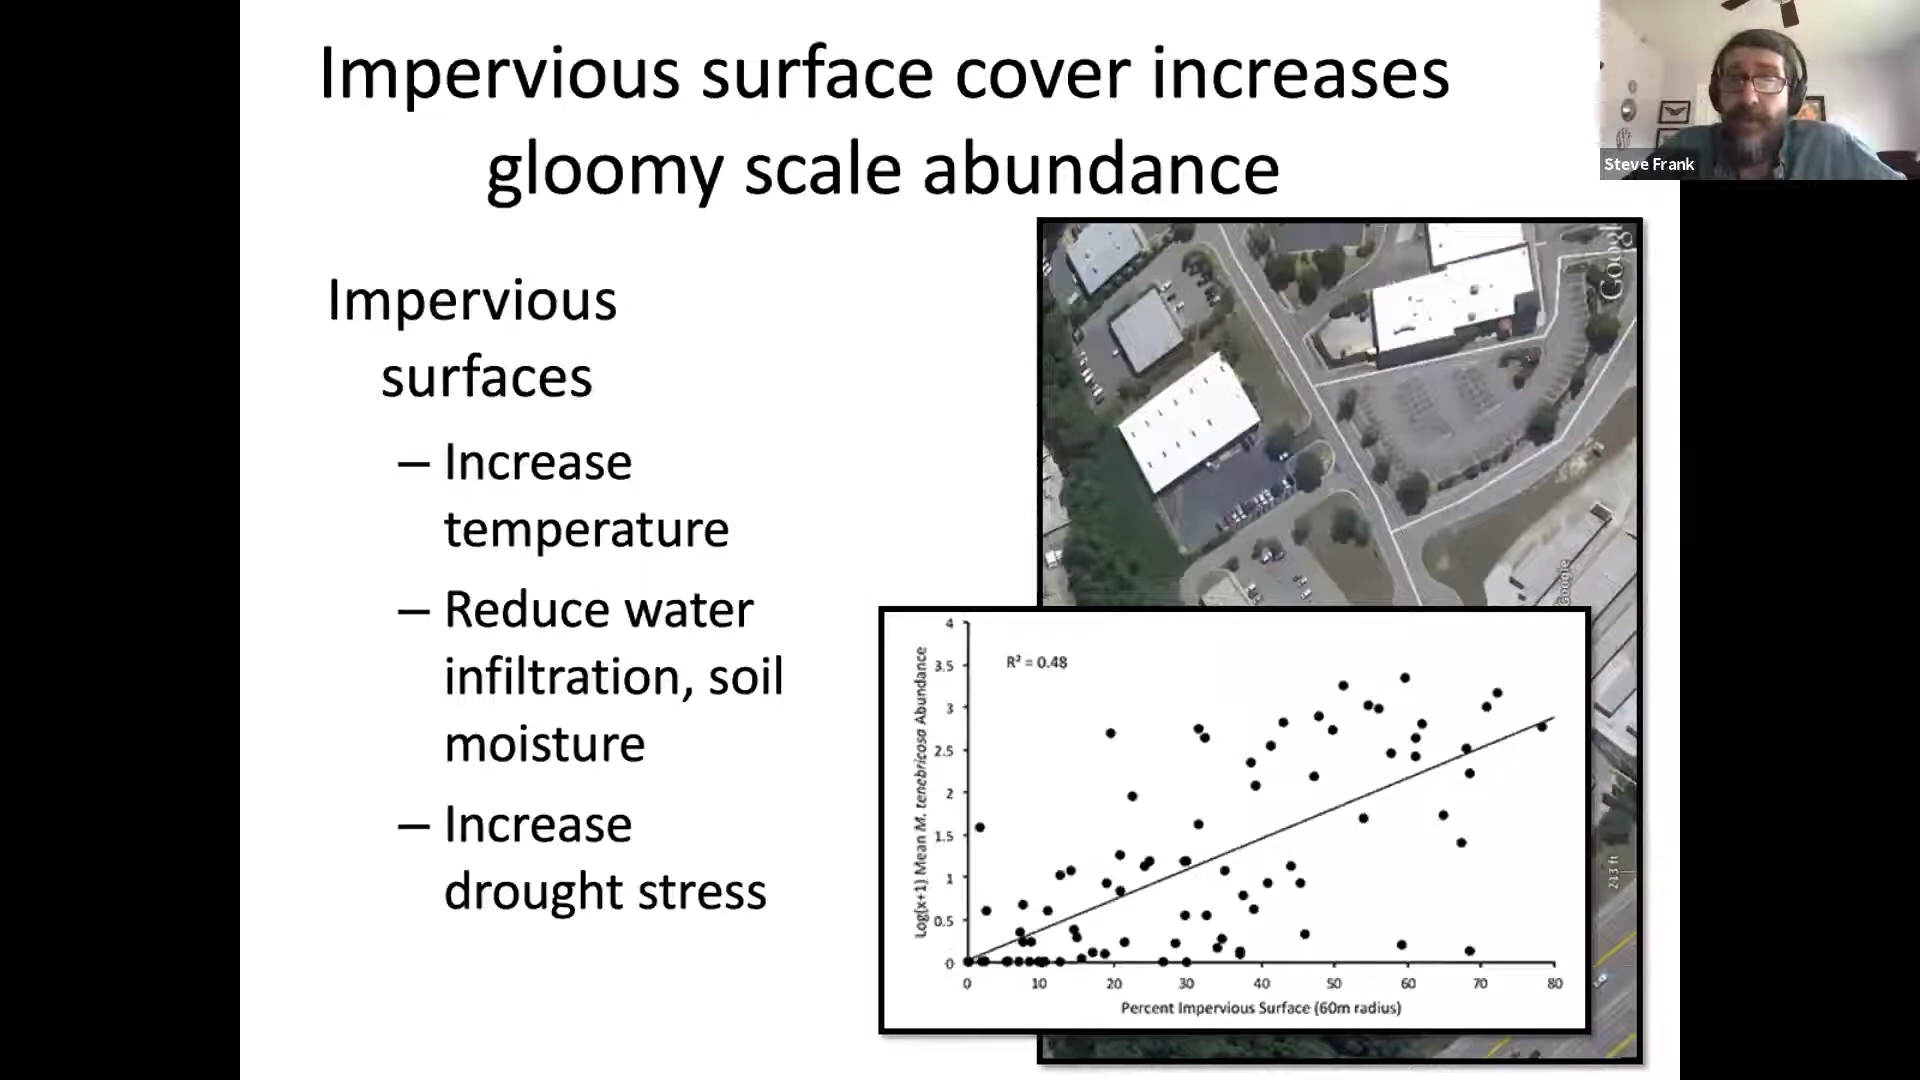 Impervious surface cover increases
gloomy scale abundance
Steve Frank
Impervious
surfaces
– Increase
temperature
– Reduce water
infiltration, soil
moisture
– Increase
drought stress
Google
Google
213 ft
R² = 0.48
Log(x+1) Mean M. tenebricosa Abundance
4
3.5
3
2.5
2
1.5
1
0.5
0
0 10 20 30 40 50 60 70 80
Percent Impervious Surface (60m radius)